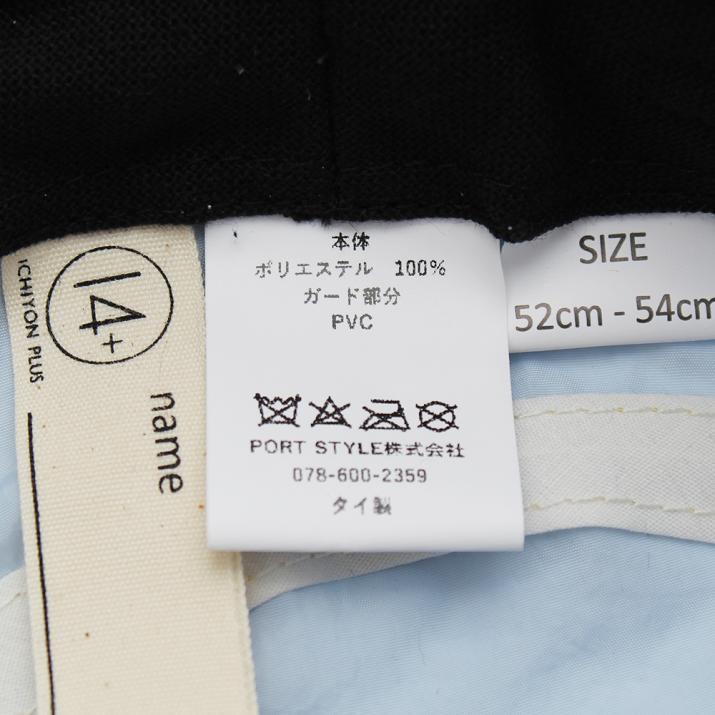 14+
ICHIYON PLUS
name
本体
ポリエステル 100%
ガード部分
PVC
PORT STYLE株式会社
078-600-2359
タイ製
SIZE
52cm - 54cm